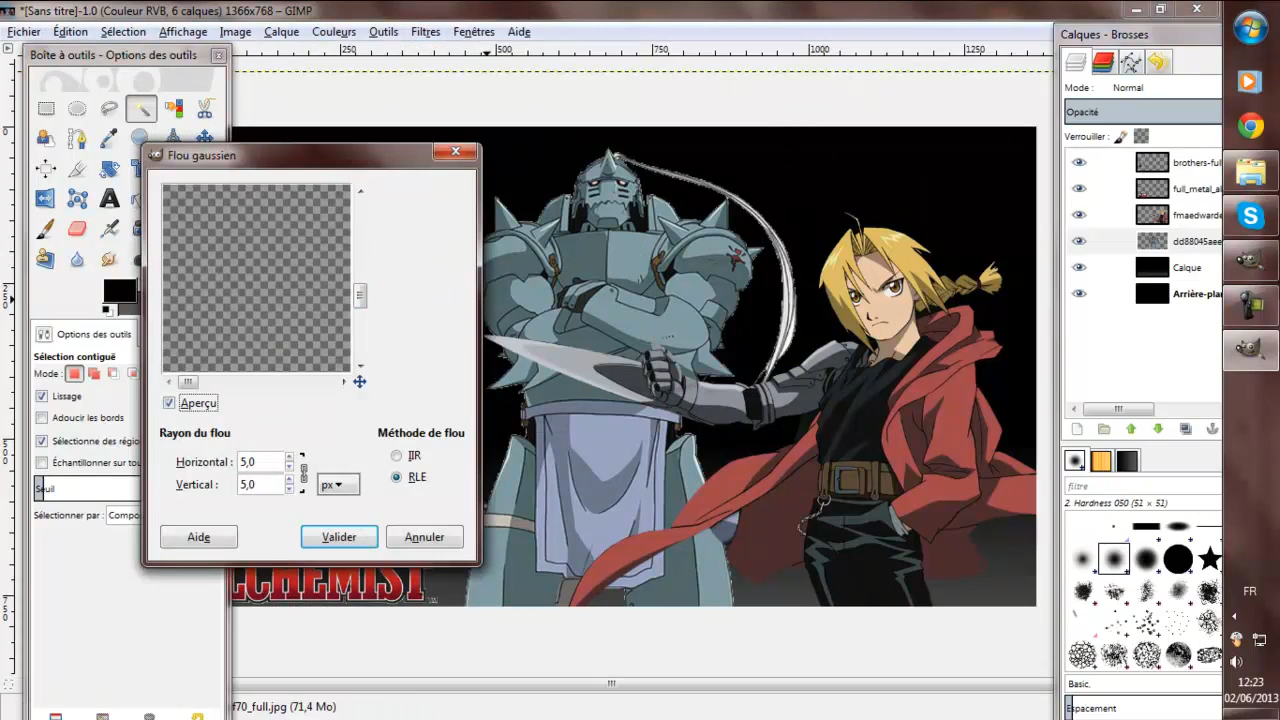 *[Sans titre]-1.0 (Couleur RVB, 6 calques) 1366x768 – GIMP
Fichier Édition Sélection Affichage Image Calque Couleurs Outils Filtres Fenêtres Aide
Boîte à outils - Options des outils
250 500 750 1000 1250
Calques - Brosses
Mode : Normal
Opacité
Verrouiller :
brothers-full
full_metal_al
fmaedwarde
dd88045aee
Calque
Arrière-plan
Flou gaussien
Aperçu
Rayon du flou
Méthode de flou
Horizontal : 5,0
IIR
Vertical : 5,0
px
RLE
Aide
Valider
Annuler
Options des outils
Sélection contiguë
Mode :
Lissage
Adoucir les bords
Sélectionne des régio
Échantillonner sur tou
Seuil
Sélectionner par : Compo
LCHEMIST
f70_full.jpg (71,4 Mo)
filtre
2. Hardness 050 (51 × 51)
Basic,
Espacement
FR
12:23
02/06/2013